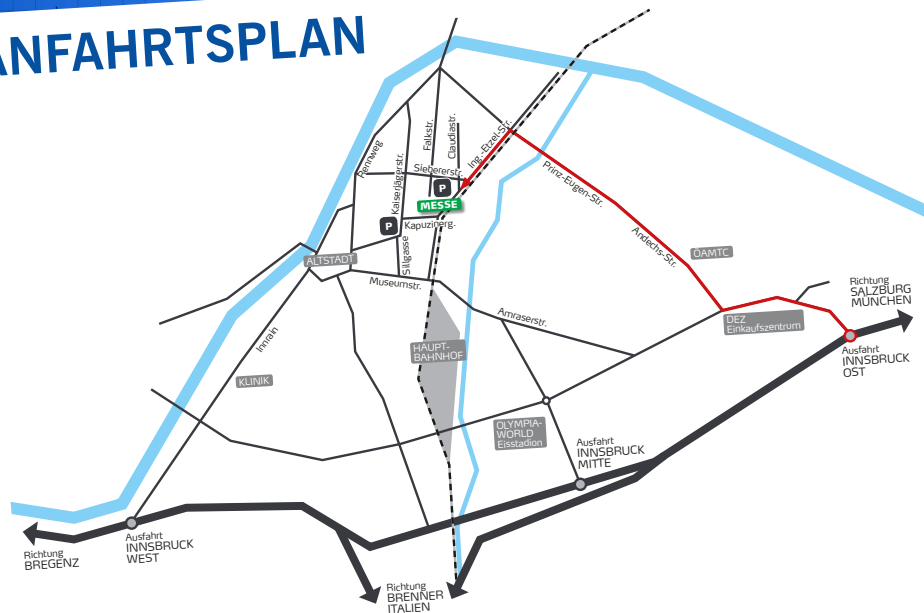 ANFAHRTSPLAN
Rennweg
Kaiserjägerstr.
Falkstr.
Claudiastr.
Ing.-Etzel-Str.
Siebererstr.
P
MESSE
P
Kapuzinerg.
Sillgasse
Prinz-Eugen-Str.
Andechs-Str.
ÖAMTC
ALTSTADT
Museumstr.
Richtung
SALZBURG
MÜNCHEN
Amraserstr.
DEZ
Einkaufszentrum
Innrain
HAUPT-
BAHNHOF
Ausfahrt
INNSBRUCK
OST
KLINIK
OLYMPIA-
WORLD
Eisstadion
Ausfahrt
INNSBRUCK
MITTE
Ausfahrt
INNSBRUCK
WEST
Richtung
BREGENZ
Richtung
BRENNER
ITALIEN